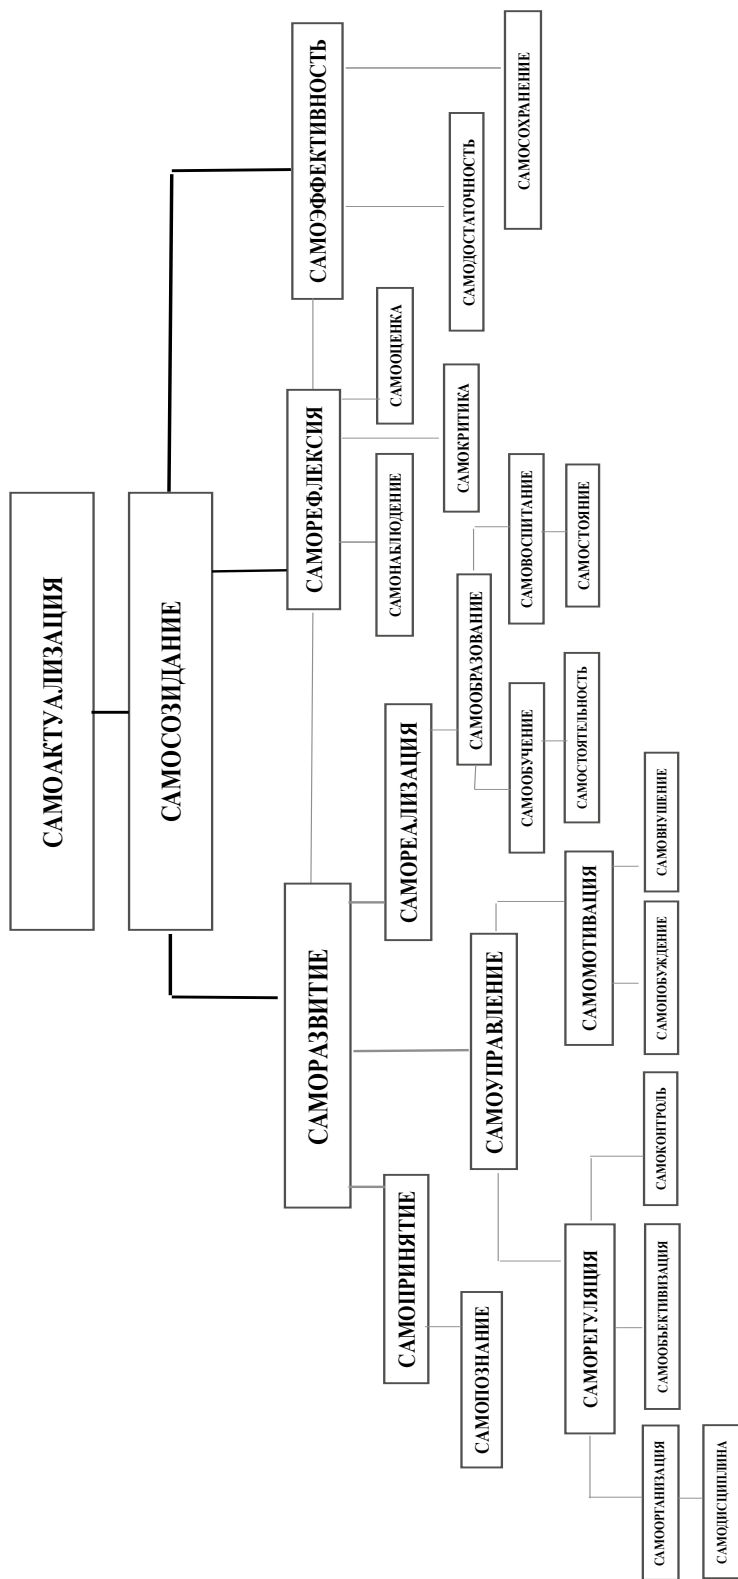 САМОАКТУАЛИЗАЦИЯ
САМОСОЗИДАНИЕ
САМОРАЗВИТИЕ
САМОРЕФЛЕКСИЯ
САМОЭФФЕКТИВНОСТЬ
САМОПРИНЯТИЕ
САМОРЕАЛИЗАЦИЯ
САМОНАБЛЮДЕНИЕ
САМООЦЕНКА
САМОПОЗНАНИЕ
САМОУПРАВЛЕНИЕ
САМООБРАЗОВАНИЕ
САМОКРИТИКА
САМОДОСТАТОЧНОСТЬ
САМООБУЧЕНИЕ
САМОВОСПИТАНИЕ
САМОСОХРАНЕНИЕ
САМОРЕГУЛЯЦИЯ
САМОМОТИВАЦИЯ
САМОСТОЯТЕЛЬНОСТЬ
САМОСТОЯНИЕ
САМООРГАНИЗАЦИЯ
САМООБЪЕКТИВИЗАЦИЯ
САМОКОНТРОЛЬ
САМОПОБУЖДЕНИЕ
САМОВНУШЕНИЕ
САМОДИСЦИПЛИНА